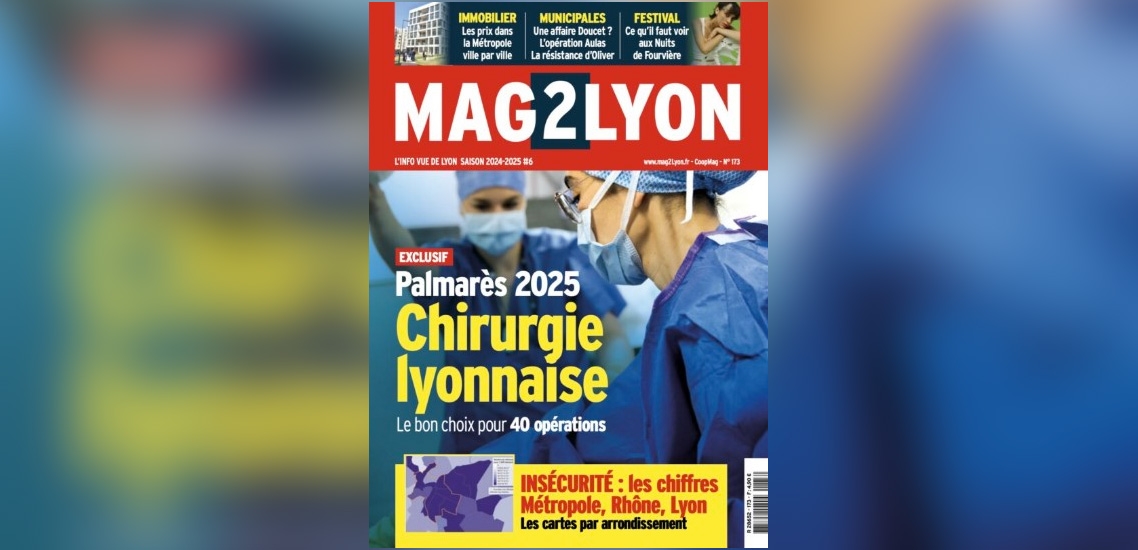 IMMOBILIER
Les prix dans
la Métropole
ville par ville
MUNICIPALES
Une affaire Doucet ?
L'opération Aulas
La résistance d'Oliver
FESTIVAL
Ce qu'il faut voir
aux Nuits
de Fourvière
MAG2LYON
L'INFO VUE DE LYON SAISON 2024-2025 #6
www.mag2lyon.fr - CoopMag - N° 173
EXCLUSIF
Palmarès 2025
Chirurgie
lyonnaise
Le bon choix pour 40 opérations
INSÉCURITÉ : les chiffres
Métropole, Rhône, Lyon
Les cartes par arrondissement